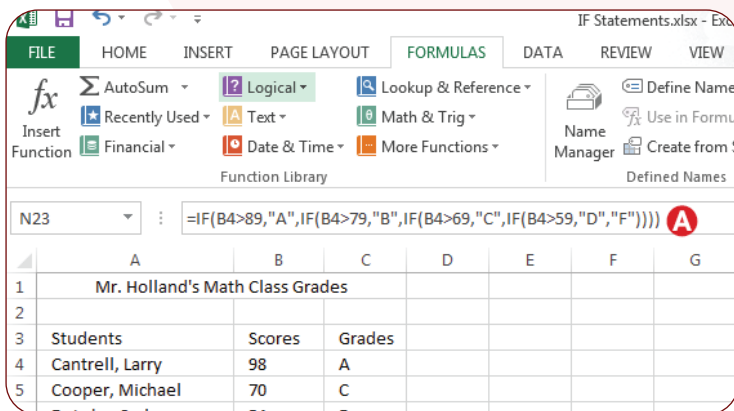 IF Statements.xlsx - Exc
FILE HOME INSERT PAGE LAYOUT FORMULAS DATA REVIEW VIEW
fx Insert Function
Σ AutoSum
Recently Used
Financial
? Logical
A Text
Date & Time
Lookup & Reference
θ Math & Trig
More Functions
Function Library
Name Manager
Define Name
Use in Formu
Create from
Defined Names
N23 =IF(B4>89,"A",IF(B4>79,"B",IF(B4>69,"C",IF(B4>59,"D","F")))) A
A B C D E F G
1 Mr. Holland's Math Class Grades
2
3 Students Scores Grades
4 Cantrell, Larry 98 A
5 Cooper, Michael 70 C